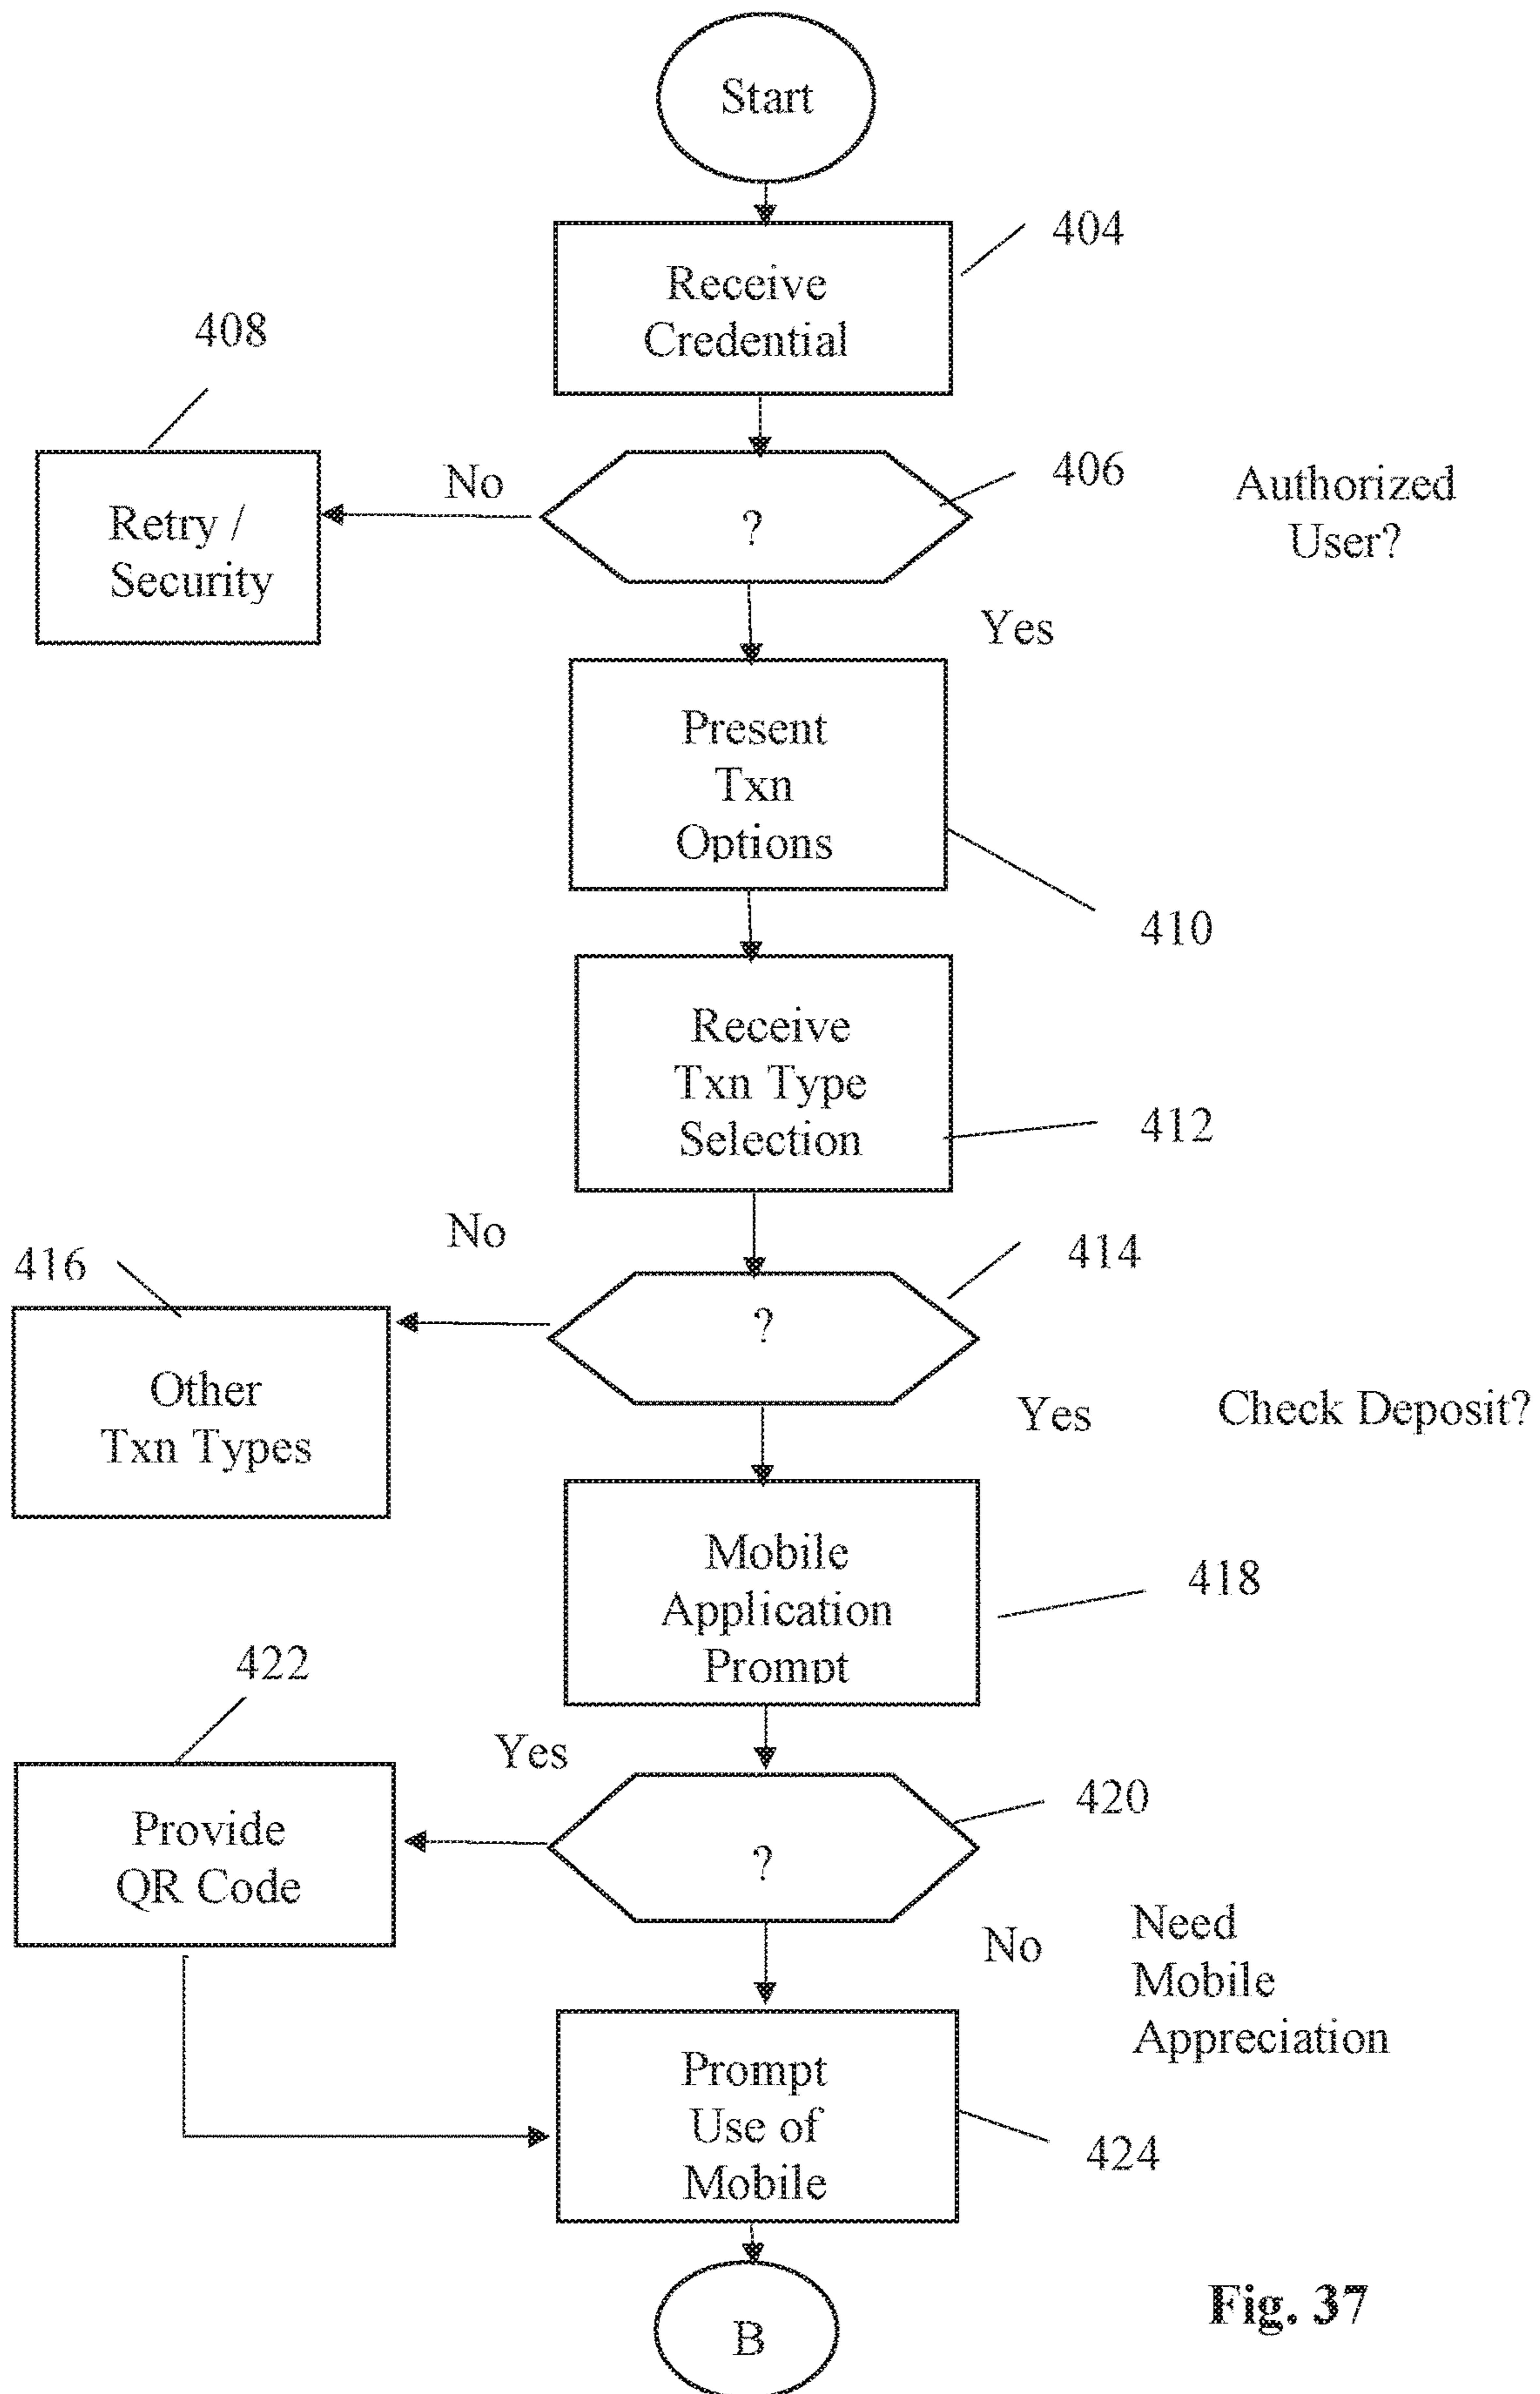 Start
404
Receive
Credential
408
No
406
Authorized
User?
?
Retry /
Security
Yes
Present
Txn
Options
410
Receive
Txn Type
Selection
412
No
414
416
?
Other
Txn Types
Yes
Check Deposit?
Mobile
Application
Prompt
418
422
Yes
420
Provide
QR Code
?
No
Need
Mobile
Appreciation
Prompt
Use of
Mobile
424
B
Fig. 37